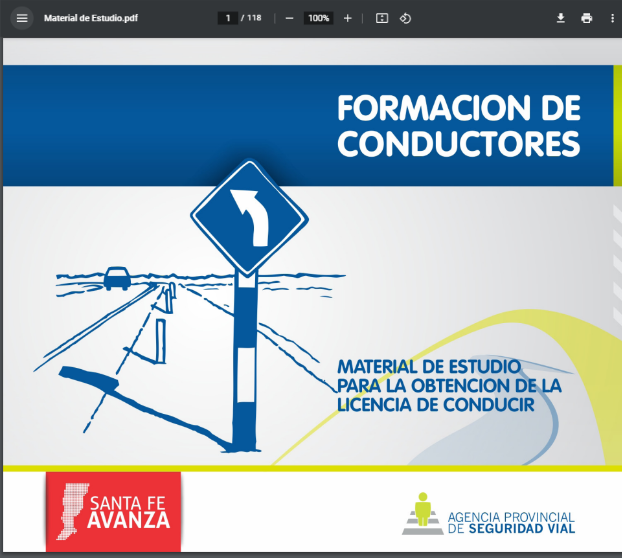 Material de Estudio.pdf
1 / 118
100%
FORMACION DE
CONDUCTORES
MATERIAL DE ESTUDIO
PARA LA OBTENCION DE LA
LICENCIA DE CONDUCIR
SANTA FE
AVANZA
AGENCIA PROVINCIAL
DE SEGURIDAD VIAL